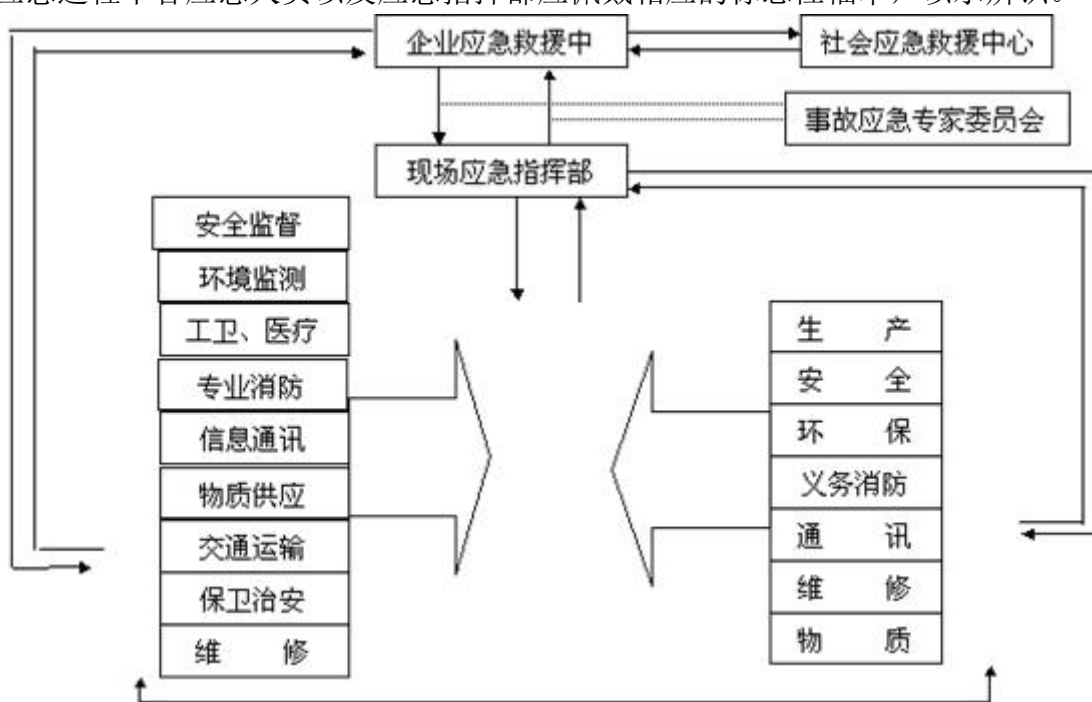 企业应急救援中
社会应急救援中心
事故应急专家委员会
现场应急指挥部
安全监督
环境监测
工卫、医疗
专业消防
信息通讯
物质供应
交通运输
保卫治安
维 修
生 产
安 全
环 保
义务消防
通 讯
维 修
物 质